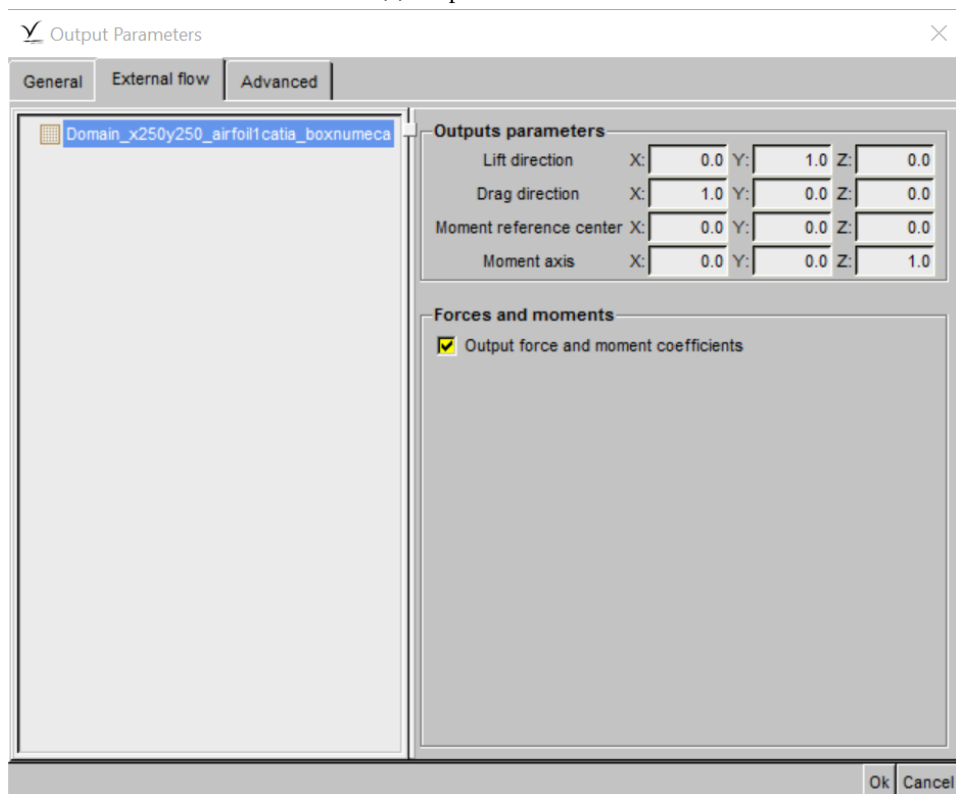 Output Parameters
General External flow Advanced
Domain_x250y250_airfoil1catia_boxnumeca
Outputs parameters
Lift direction X: 0.0 Y: 1.0 Z: 0.0
Drag direction X: 1.0 Y: 0.0 Z: 0.0
Moment reference center X: 0.0 Y: 0.0 Z: 0.0
Moment axis X: 0.0 Y: 0.0 Z: 1.0
Forces and moments
Output force and moment coefficients
Ok Cancel